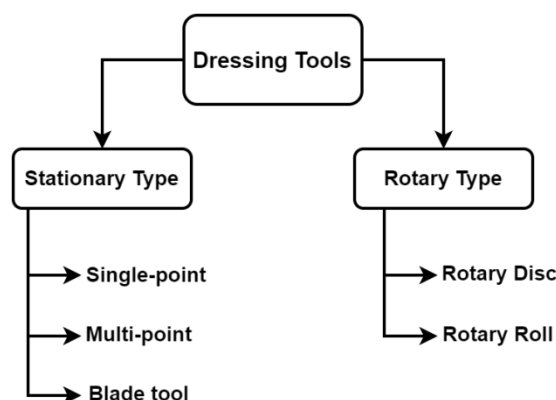 Dressing Tools
Stationary Type
Rotary Type
Single-point
Multi-point
Blade tool
Rotary Disc
Rotary Roll